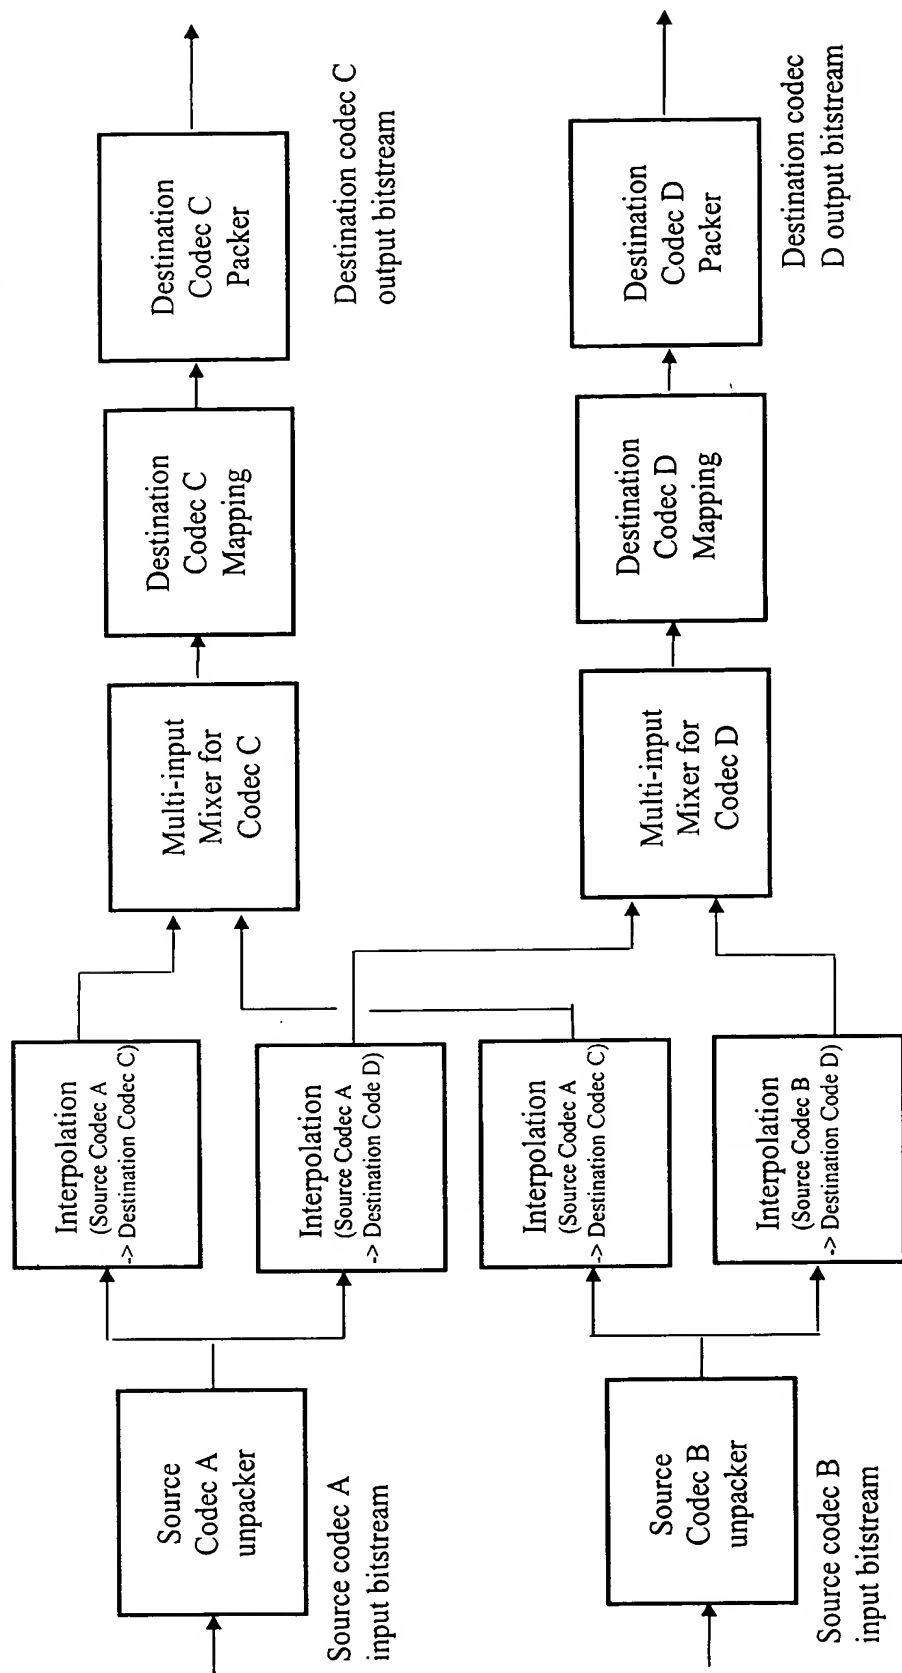 Source
Codec A
unpacker
Source codec A
input bitstream
Interpolation
(Source Codec A
-> Destination Codec C)
Interpolation
(Source Codec A
-> Destination Code D)
Multi-input
Mixer for
Codec C
Destination
Codec C
Mapping
Destination
Codec C
Packer
Destination codec C
output bitstream
Source
Codec B
unpacker
Source codec B
input bitstream
Interpolation
(Source Codec A
-> Destination Codec C)
Interpolation
(Source Codec B
-> Destination Code D)
Multi-input
Mixer for
Codec D
Destination
Codec D
Mapping
Destination
Codec D
Packer
Destination codec
D output bitstream